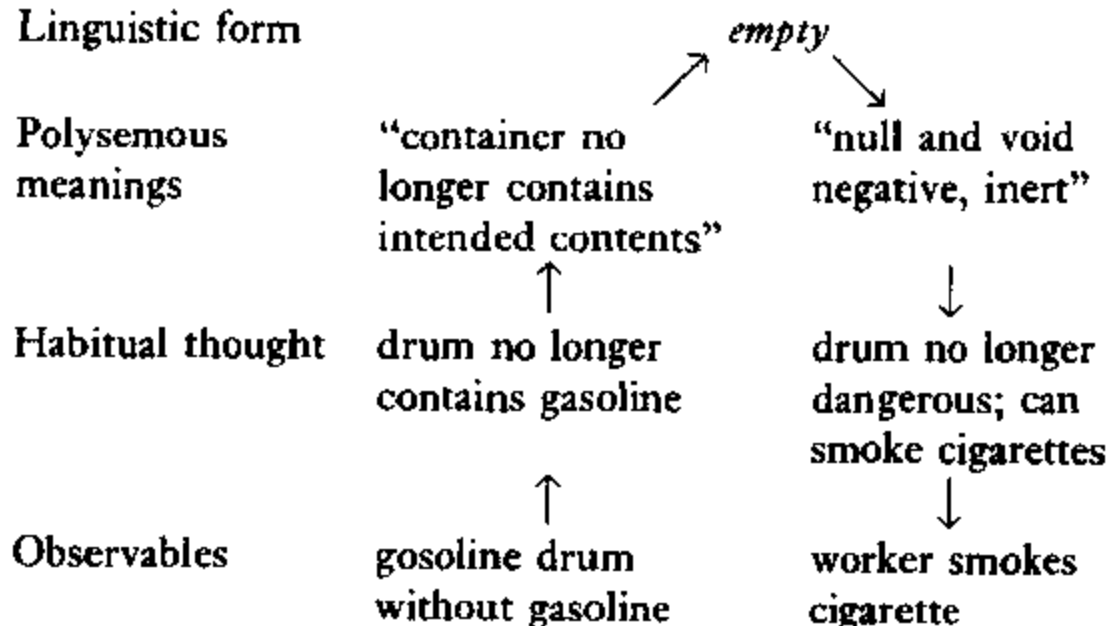 Linguistic form empty
Polysemous meanings
"container no longer contains intended contents"
"null and void negative, inert"
Habitual thought
drum no longer contains gasoline
drum no longer dangerous; can smoke cigarettes
Observables
gosoline drum without gasoline
worker smokes cigarette